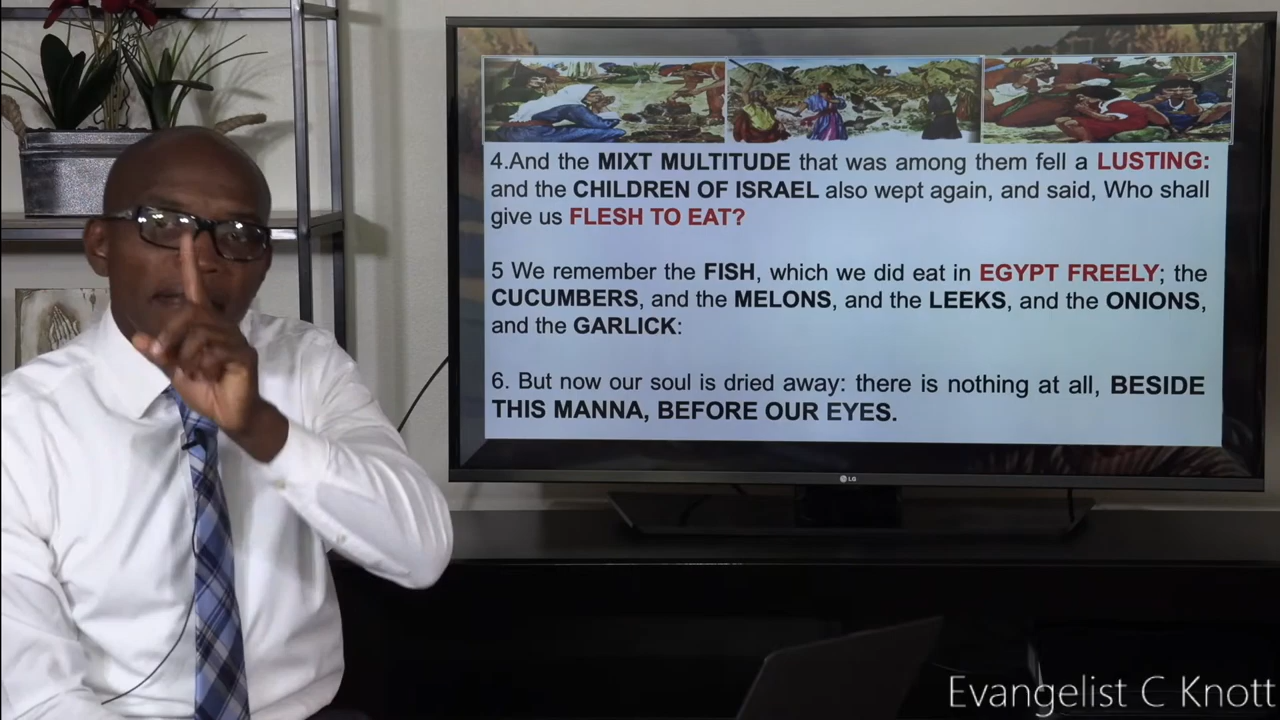 4.And the MIXT MULTITUDE that was among them fell a LUSTING:
and the CHILDREN OF ISRAEL also wept again, and said, Who shall
give us FLESH TO EAT?
5 We remember the FISH, which we did eat in EGYPT FREELY; the
CUCUMBERS, and the MELONS, and the LEEKS, and the ONIONS,
and the GARLICK:
6. But now our soul is dried away: there is nothing at all, BESIDE
THIS MANNA, BEFORE OUR EYES.
LG
Evangelist C Knott